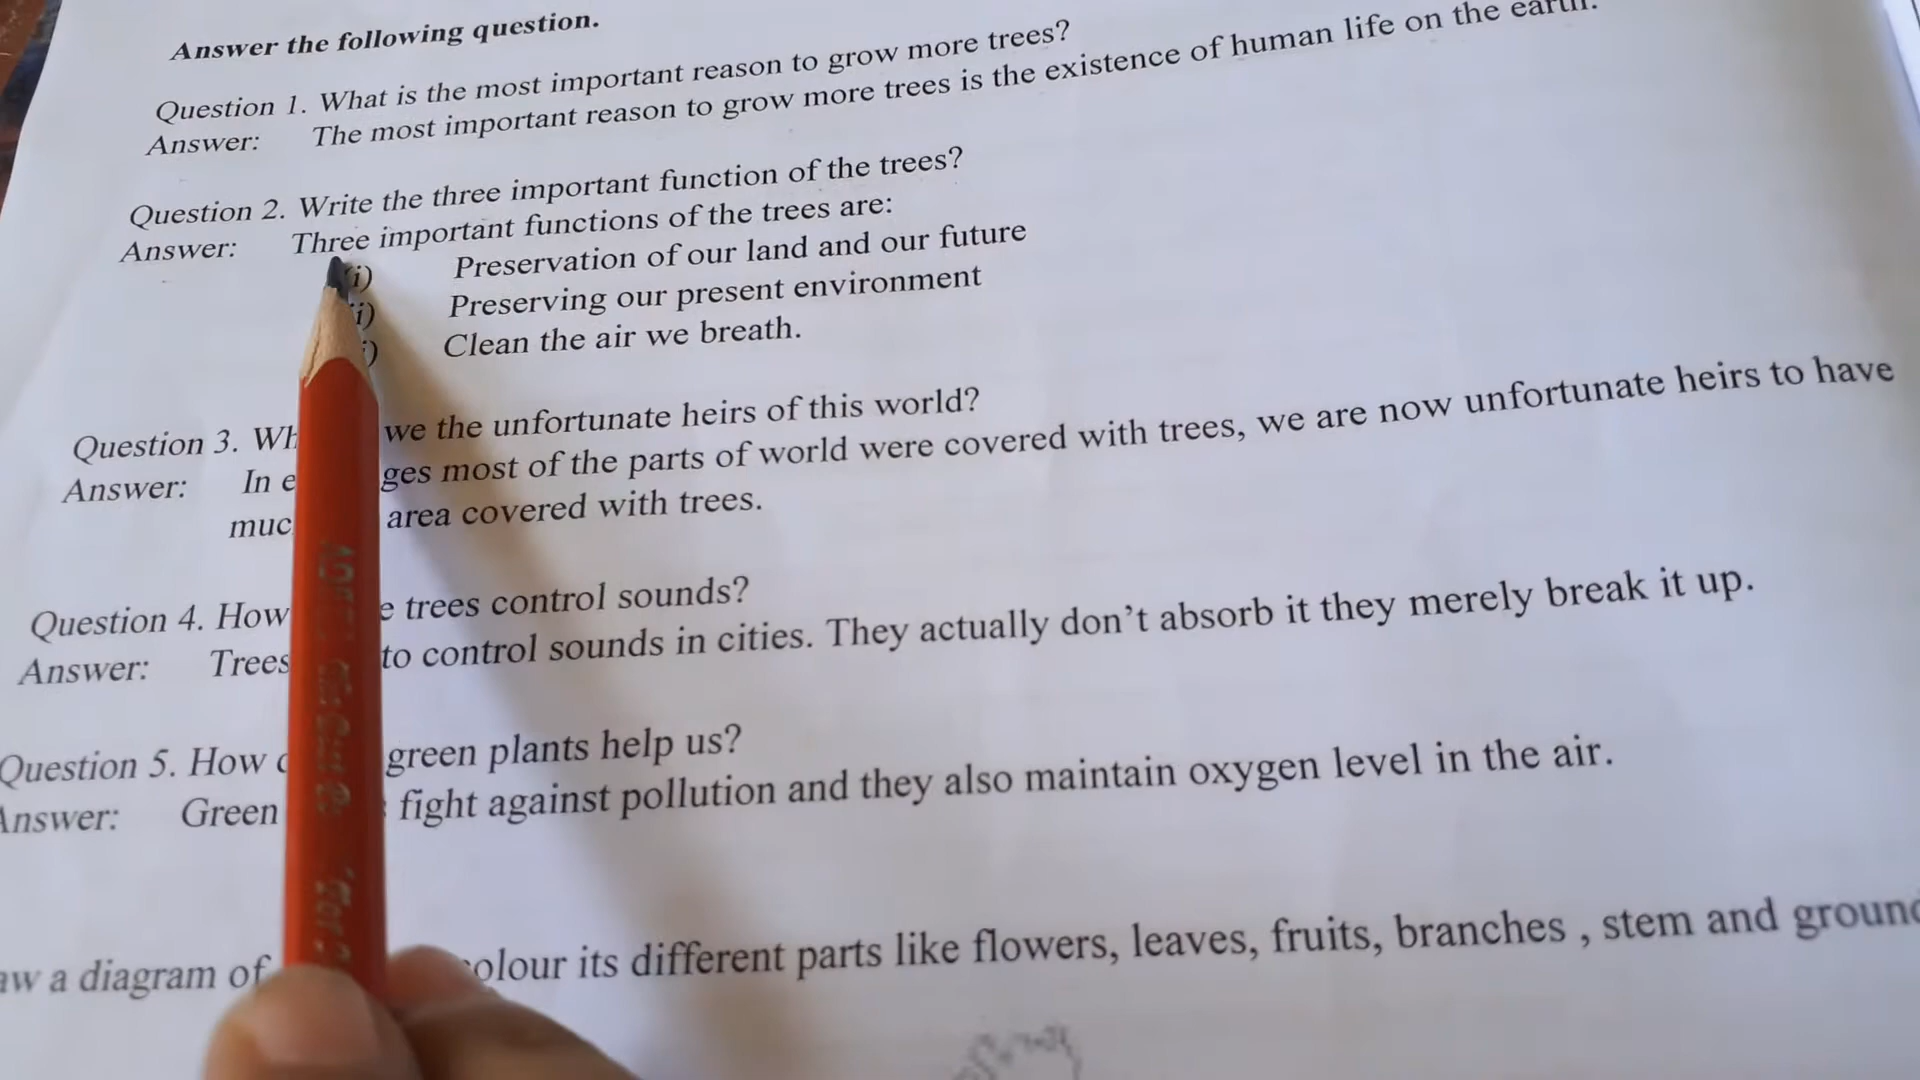 Answer the following question.
Question 1. What is the most important reason to grow more trees?
Answer: The most important reason to grow more trees is the existence of human life on the earth.
Question 2. Write the three important function of the trees?
Answer: Three important functions of the trees are:
i) Preservation of our land and our future
i) Preserving our present environment
) Clean the air we breath.
Question 3. we the unfortunate heirs of this world?
Answer: In most of the parts of world were covered with trees, we are now unfortunate heirs to have
area covered with trees.
Question 4. How trees control sounds?
Answer: Trees to control sounds in cities. They actually don't absorb it they merely break it up.
Question 5. How green plants help us?
Answer: Green fight against pollution and they also maintain oxygen level in the air.
a diagram of its different parts like flowers, leaves, fruits, branches , stem and ground